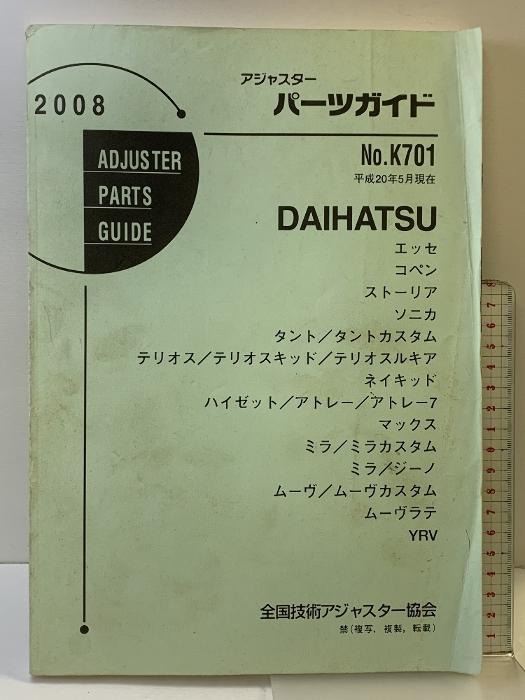 2008
アジャスター
パーツガイド
ADJUSTER
PARTS
GUIDE
No.K701
平成20年5月現在
DAIHATSU
エッセ
コペン
ストーリア
ソニカ
タント／タントカスタム
テリオス／テリオスキッド／テリオスルキア
ネイキッド
ハイゼット／アトレー／アトレー7
マックス
ミラ／ミラカスタム
ミラ／ジーノ
ムーヴ／ムーヴカスタム
ムーヴラテ
YRV
全国技術アジャスター協会
禁（複写，複製，転載）